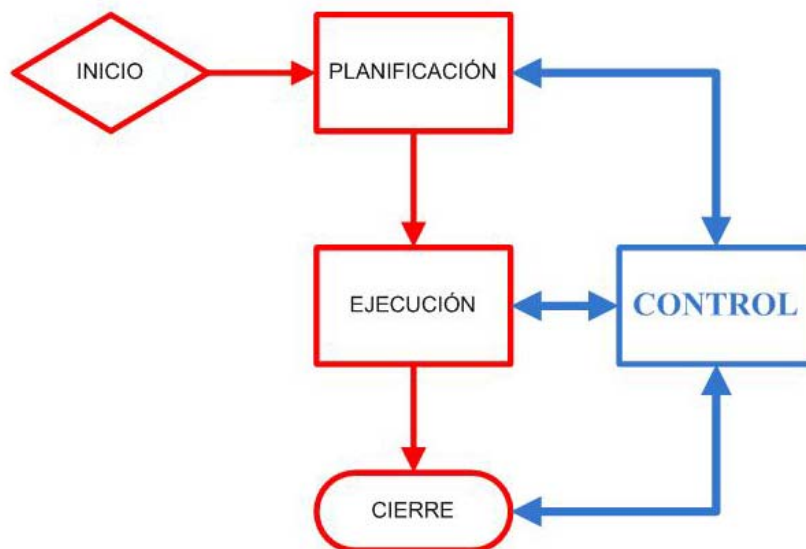 INICIO
PLANIFICACIÓN
EJECUCIÓN
CONTROL
CIERRE